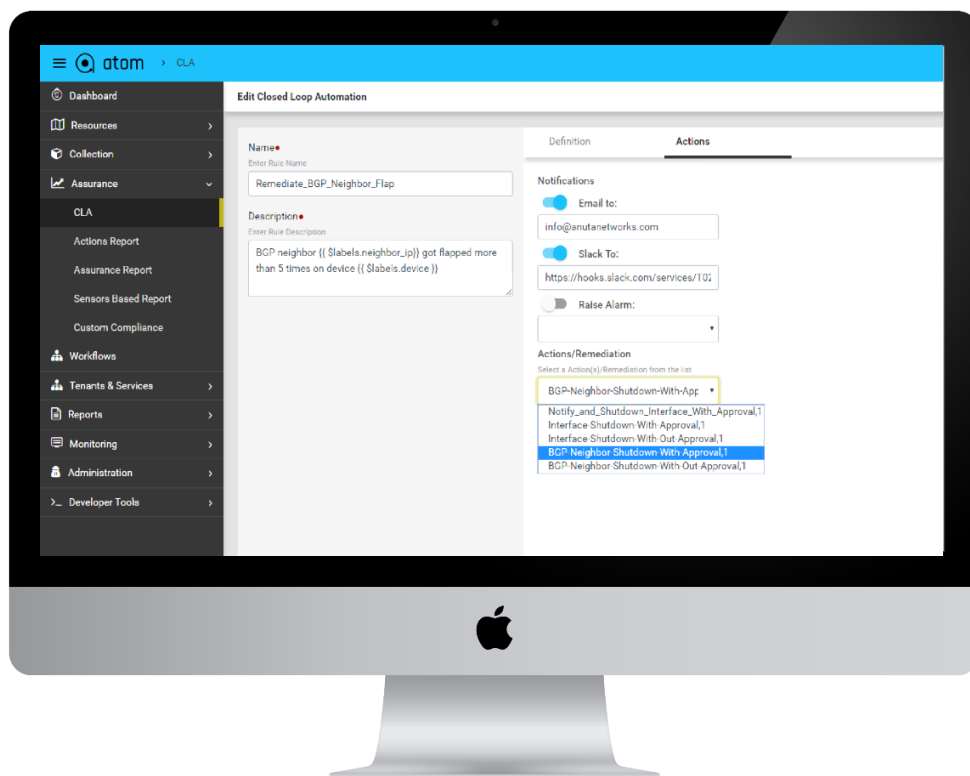 atom > CLA
Dashboard
Resources
Collection
Assurance
CLA
Actions Report
Assurance Report
Sensors Based Report
Custom Compliance
Workflows
Tenants & Services
Reports
Monitoring
Administration
>_ Developer Tools
Edit Closed Loop Automation
Name
Enter Rule Name
Remediate_BGP_Neighbor_Flap
Description
Enter Rule Description
BGP neighbor {{ $labels.neighbor_ip}} got flapped more
than 5 times on device {{ $labels.device }}
Definition Actions
Notifications
Email to:
info@anutanetworks.com
Slack To:
https://hooks.slack.com/services/T02
Raise Alarm:
Actions/Remediation
Select a Action(s)/Remediation from the list
BGP-Neighbor-Shutdown-With-App
Notify_and_Shutdown_Interface_With_Approval,1
Interface-Shutdown-With-Approval,1
Interface-Shutdown-With-Out-Approval,1
BGP-Neighbor-Shutdown-With-Approval,1
BGP-Neighbor-Shutdown-With-Out-Approval,1